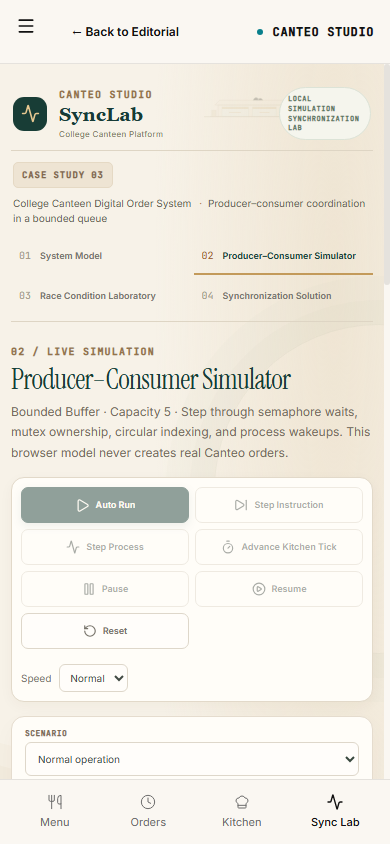 ← Back to Editorial
CANTEO STUDIO
CANTEO STUDIO
SyncLab
College Canteen Platform
LOCAL
SIMULATION
SYNCHRONIZATION
LAB
CASE STUDY 03
College Canteen Digital Order System · Producer–consumer coordination
in a bounded queue
01 System Model
02 Producer–Consumer Simulator
03 Race Condition Laboratory
04 Synchronization Solution
02 / LIVE SIMULATION
Producer–Consumer Simulator
Bounded Buffer · Capacity 5 · Step through semaphore waits,
mutex ownership, circular indexing, and process wakeups. This
browser model never creates real Canteo orders.
Auto Run
Step Instruction
Step Process
Advance Kitchen Tick
Pause
Resume
Reset
Speed Normal
SCENARIO
Normal operation
Menu
Orders
Kitchen
Sync Lab